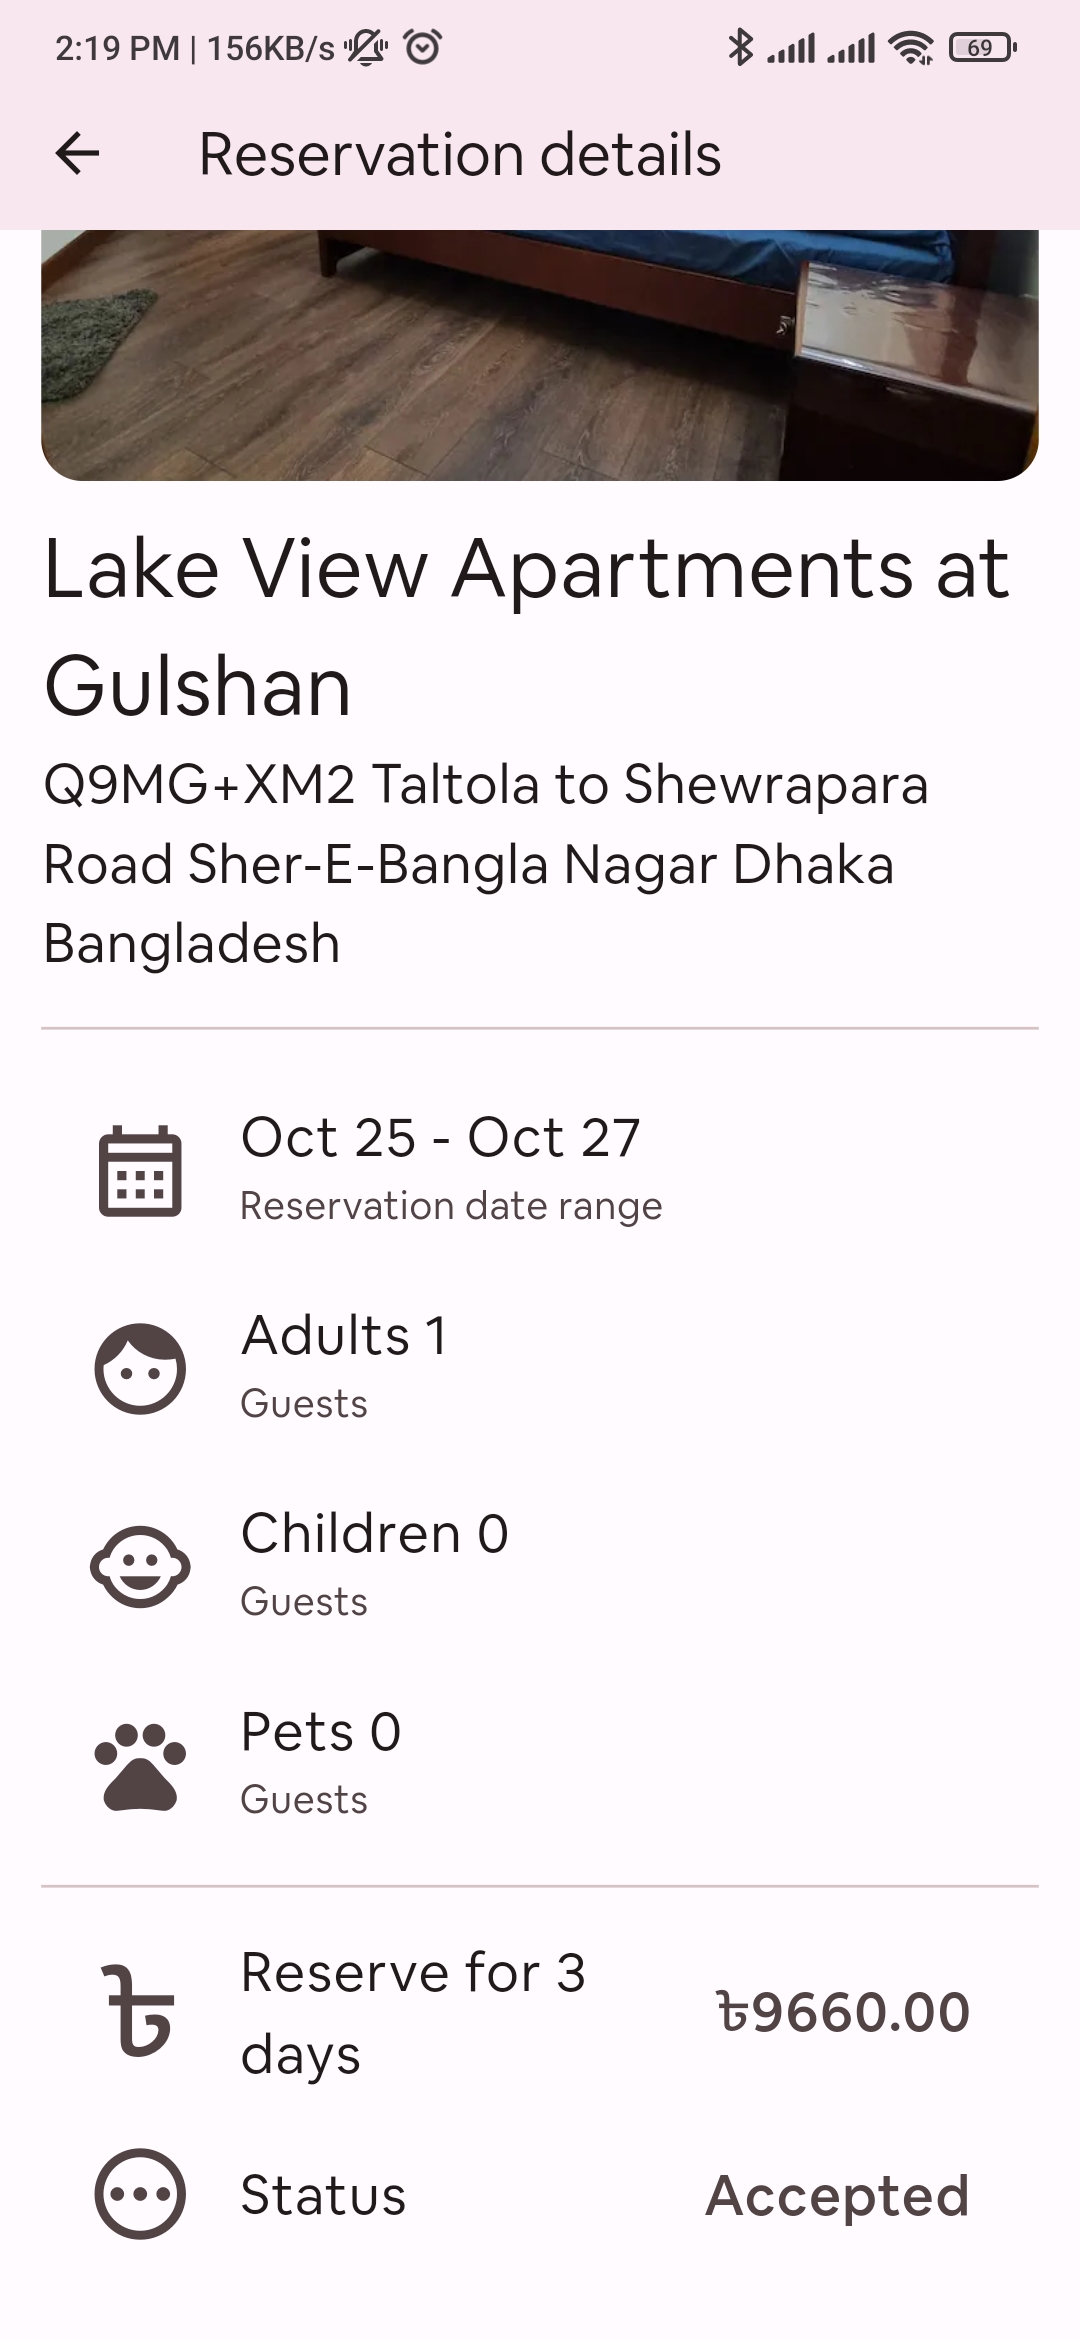 2:19 PM | 156KB/s
69
Reservation details
Lake View Apartments at
Gulshan
Q9MG+XM2 Taltola to Shewrapara
Road Sher-E-Bangla Nagar Dhaka
Bangladesh
Oct 25 - Oct 27
Reservation date range
Adults 1
Guests
Children 0
Guests
Pets 0
Guests
৳
Reserve for 3
days
৳9660.00
Status
Accepted